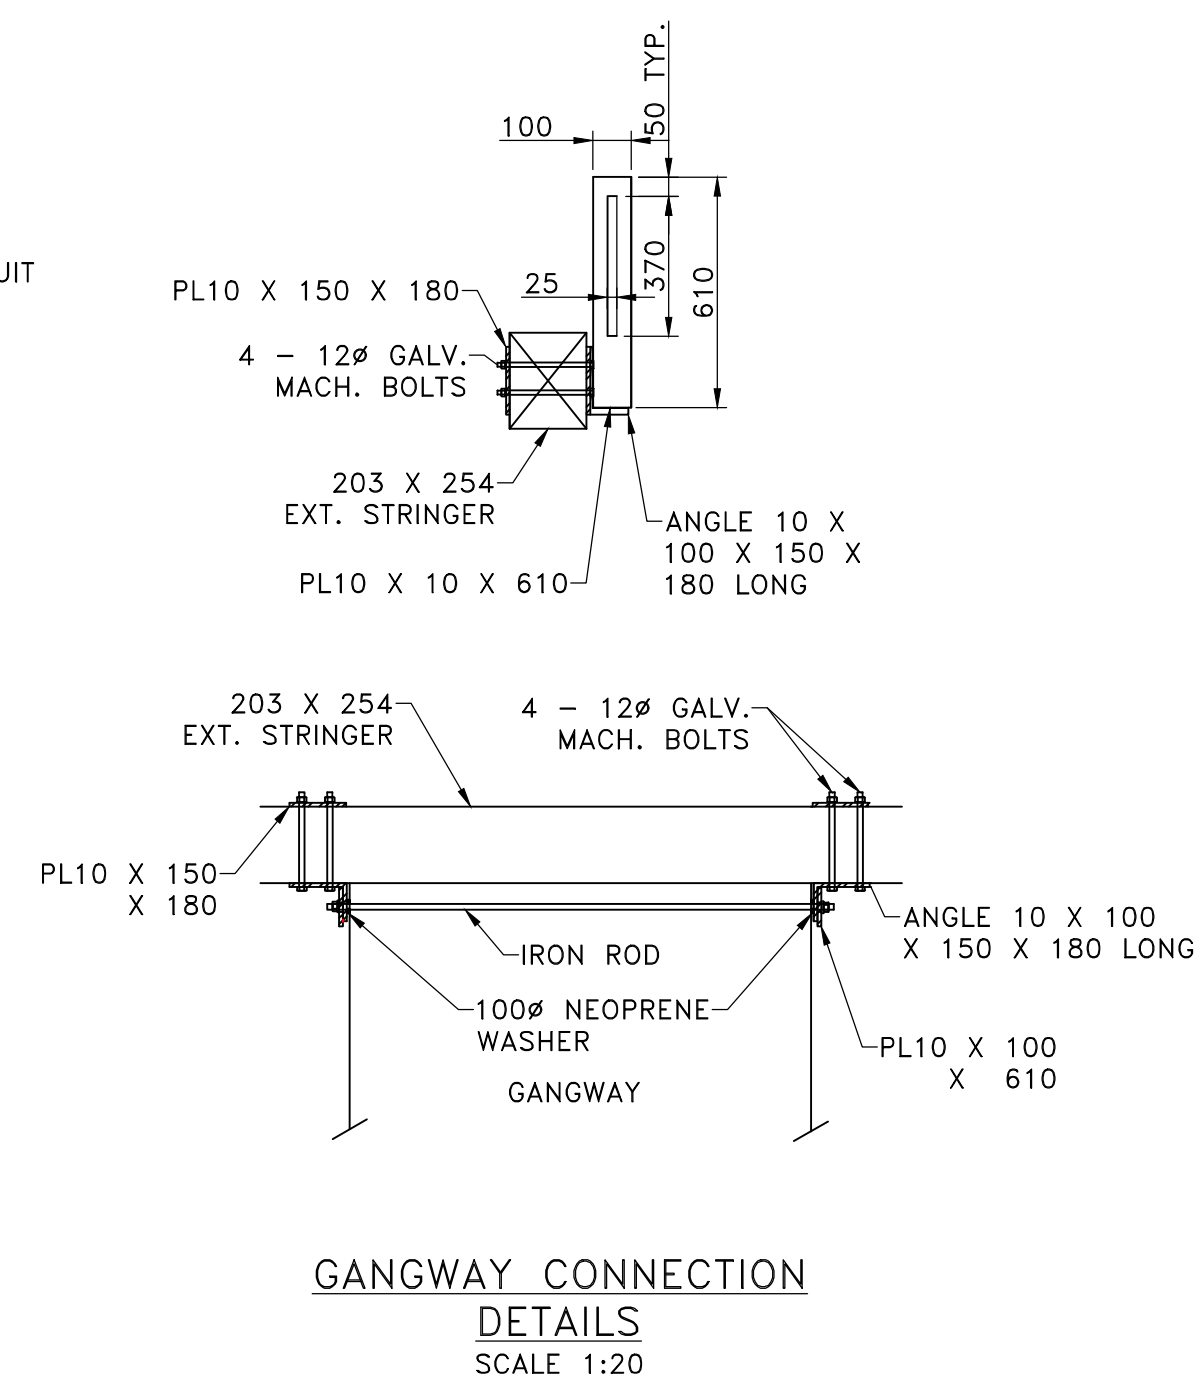 50 TYP.
100
UIT
370
610
25
PL10 X 150 X 180
4 - 12ø GALV.
MACH. BOLTS
203 X 254
EXT. STRINGER
ANGLE 10 X
100 X 150 X
180 LONG
PL10 X 10 X 610
203 X 254
EXT. STRINGER
4 - 12ø GALV.
MACH. BOLTS
PL10 X 150
X 180
ANGLE 10 X 100
X 150 X 180 LONG
IRON ROD
100ø NEOPRENE
WASHER
PL10 X 100
X 610
GANGWAY
GANGWAY CONNECTION
DETAILS
SCALE 1:20